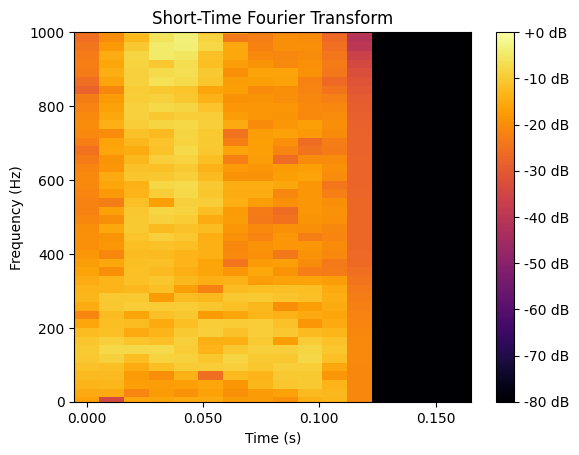 Short-Time Fourier Transform
1000
800
600
400
200
0
Frequency (Hz)
0.000
0.050
0.100
0.150
Time (s)
+0 dB
-10 dB
-20 dB
-30 dB
-40 dB
-50 dB
-60 dB
-70 dB
-80 dB